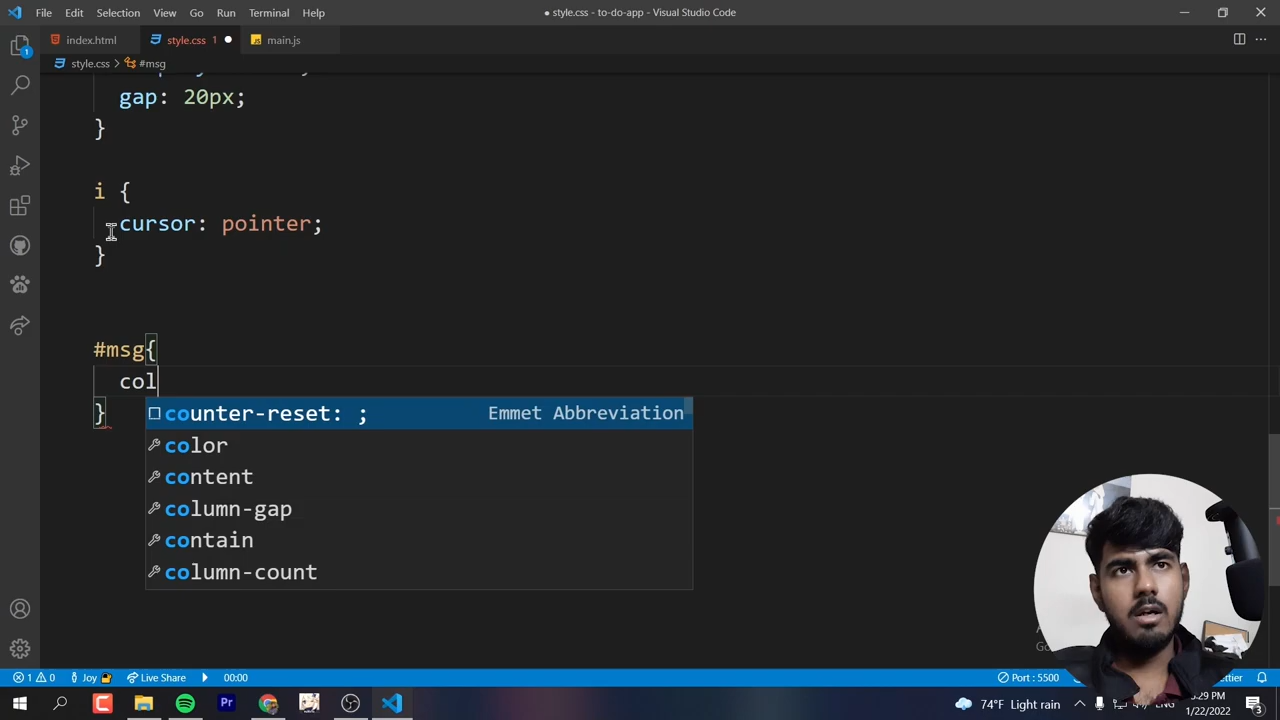 File Edit Selection View Go Run Terminal Help
● style.css - to-do-app - Visual Studio Code
index.html style.css 1 ● main.js
style.css > #msg
gap: 20px;
}
i {
cursor: pointer;
}
#msg{
col
}
counter-reset: ; Emmet Abbreviation
color
content
column-gap
contain
column-count
1
1 0 Joy Live Share 00:00 Port : 5500
74°F Light rain ENG
1/22/2022
3